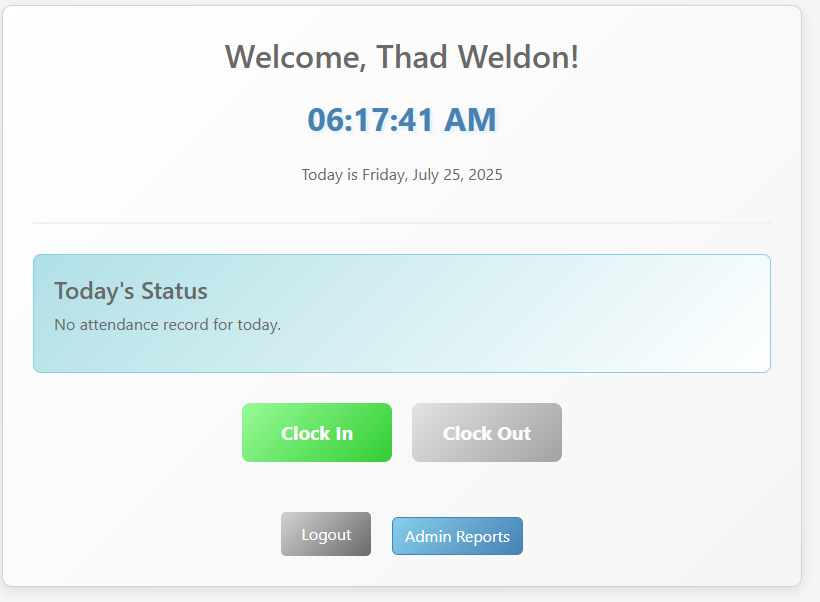 Welcome, Thad Weldon!
06:17:41 AM
Today is Friday, July 25, 2025
Today's Status
No attendance record for today.
Clock In
Clock Out
Logout
Admin Reports